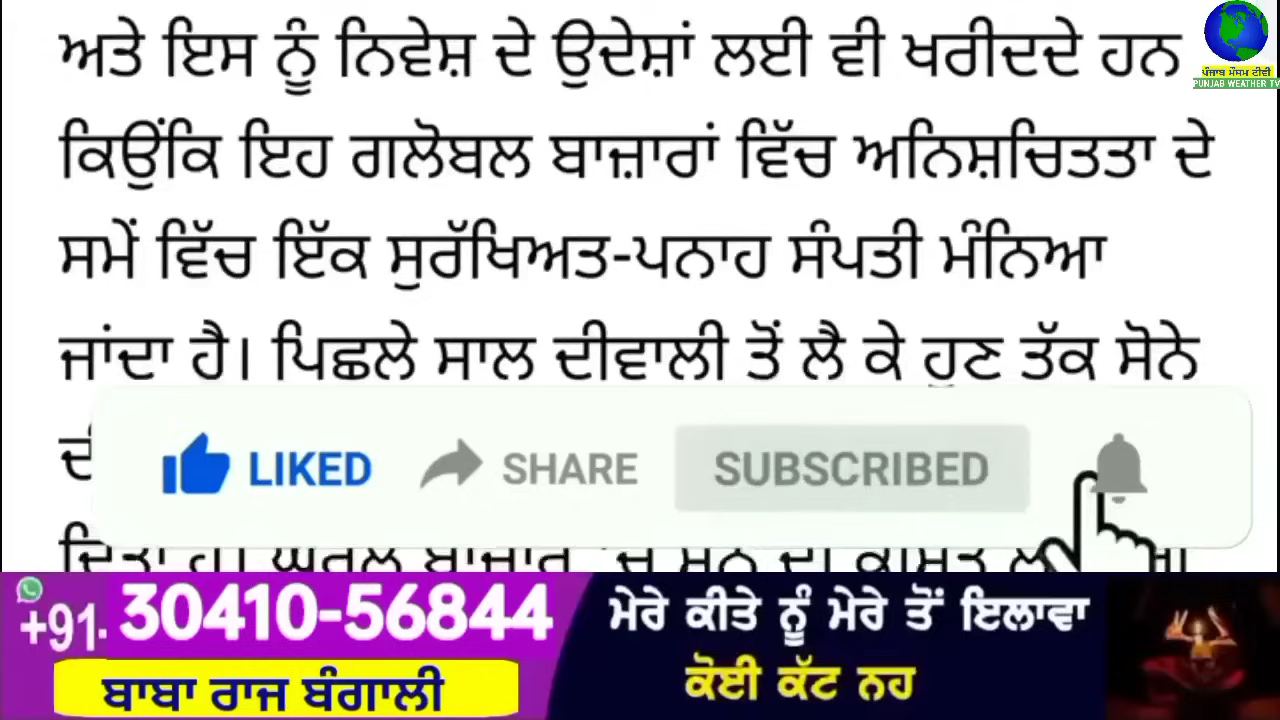 ਅਤੇ ਇਸ ਨੂੰ ਨਿਵੇਸ਼ ਦੇ ਉਦੇਸ਼ਾਂ ਲਈ ਵੀ ਖਰੀਦਦੇ ਹਨ
ਪੰਜਾਬ ਮੌਸਮ ਟੀਵੀ
PUNJAB WEATHER TV
ਕਿਉਂਕਿ ਇਹ ਗਲੋਬਲ ਬਾਜ਼ਾਰਾਂ ਵਿੱਚ ਅਨਿਸ਼ਚਿਤਤਾ ਦੇ
ਸਮੇਂ ਵਿੱਚ ਇੱਕ ਸੁਰੱਖਿਅਤ-ਪਨਾਹ ਸੰਪਤੀ ਮੰਨਿਆ
ਜਾਂਦਾ ਹੈ। ਪਿਛਲੇ ਸਾਲ ਦੀਵਾਲੀ ਤੋਂ ਲੈ ਕੇ ਹੁਣ ਤੱਕ ਸੋਨੇ
LIKED SHARE SUBSCRIBED
+91- 30410-56844
ਬਾਬਾ ਰਾਜ ਬੰਗਾਲੀ
ਮੇਰੇ ਕੀਤੇ ਨੂੰ ਮੇਰੇ ਤੋਂ ਇਲਾਵਾ
ਕੋਈ ਕੱਟ ਨਹ